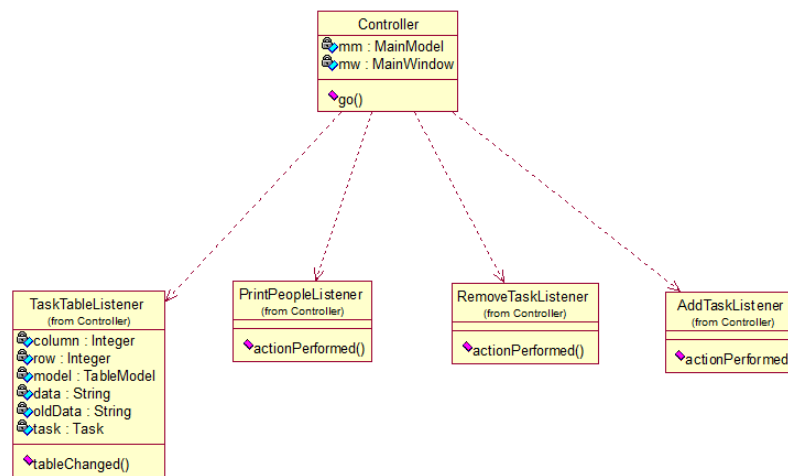 Controller
mm : MainModel
mw : MainWindow
go()
TaskTableListener
(from Controller)
column : Integer
row : Integer
model : TableModel
data : String
oldData : String
task : Task
tableChanged()
PrintPeopleListener
(from Controller)
actionPerformed()
RemoveTaskListener
(from Controller)
actionPerformed()
AddTaskListener
(from Controller)
actionPerformed